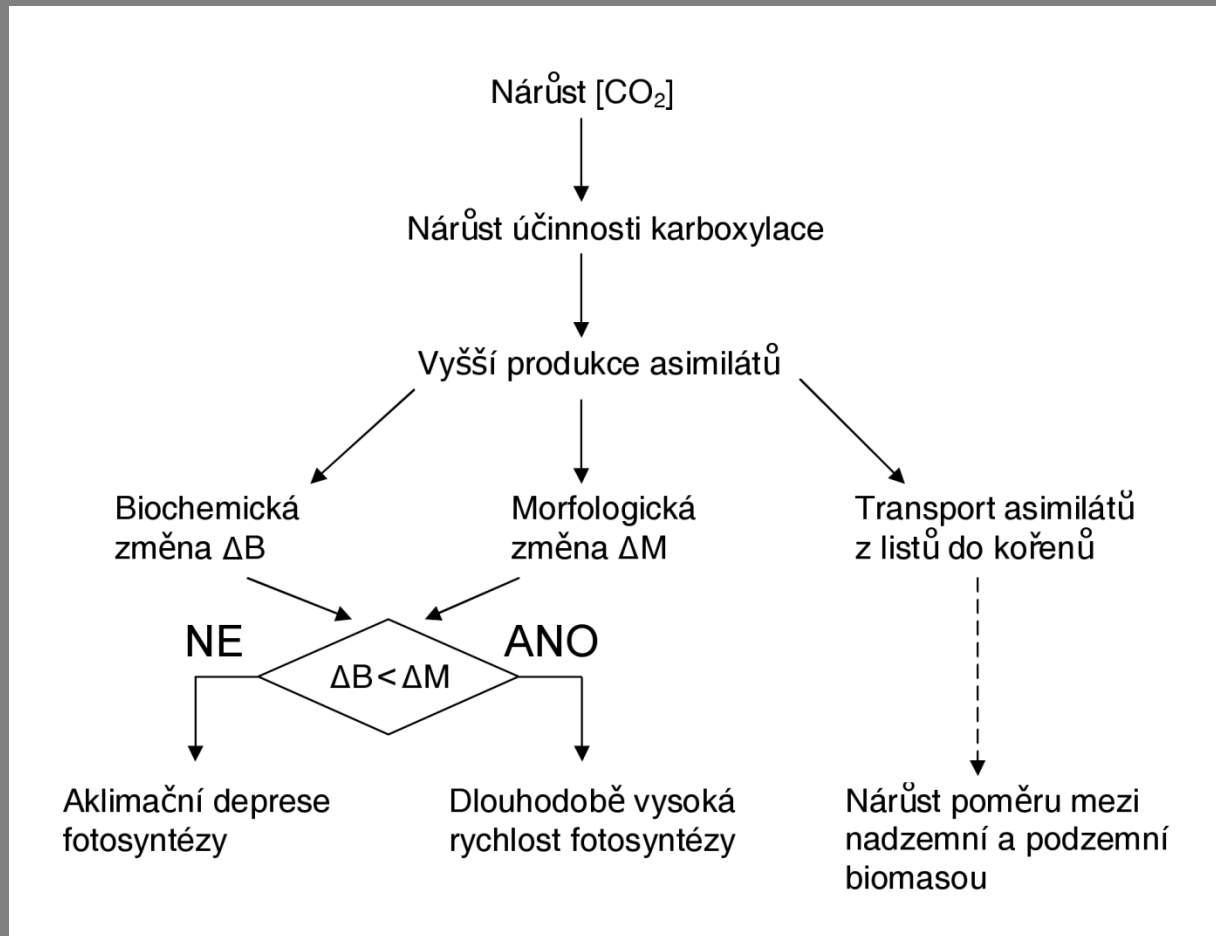 Nárůst [CO₂]
Nárůst účinnosti karboxylace
Vyšší produkce asimilátů
Biochemická
změna ΔB
Morfologická
změna ΔM
Transport asimilátů
z listů do kořenů
NE
ANO
ΔB < ΔM
Aklimační deprese
fotosyntézy
Dlouhodobě vysoká
rychlost fotosyntézy
Nárůst poměru mezi
nadzemní a podzemní
biomasou